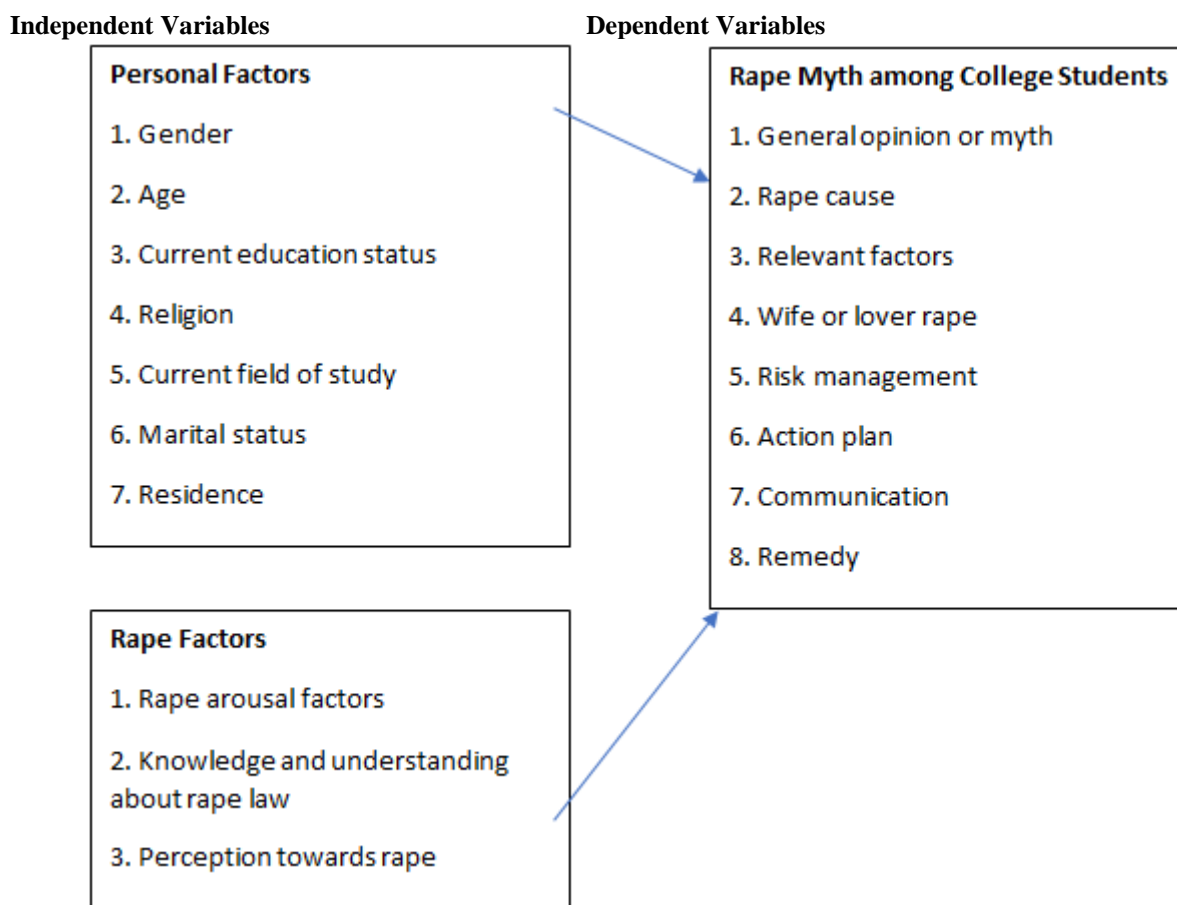 Independent Variables
Dependent Variables
Personal Factors
1. Gender
2. Age
3. Current education status
4. Religion
5. Current field of study
6. Marital status
7. Residence
Rape Factors
1. Rape arousal factors
2. Knowledge and understanding
about rape law
3. Perception towards rape
Rape Myth among College Students
1. General opinion or myth
2. Rape cause
3. Relevant factors
4. Wife or lover rape
5. Risk management
6. Action plan
7. Communication
8. Remedy